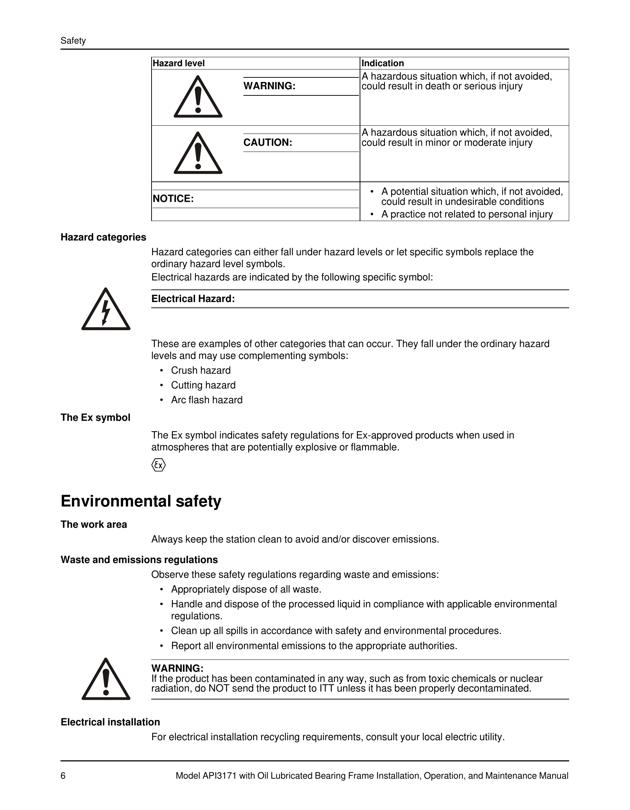 Safety
Hazard level Indication
WARNING:
A hazardous situation which, if not avoided,
could result in death or serious injury
CAUTION:
A hazardous situation which, if not avoided,
could result in minor or moderate injury
NOTICE:
• A potential situation which, if not avoided,
could result in undesirable conditions
• A practice not related to personal injury
Hazard categories
Hazard categories can either fall under hazard levels or let specific symbols replace the
ordinary hazard level symbols.
Electrical hazards are indicated by the following specific symbol:
Electrical Hazard:
These are examples of other categories that can occur. They fall under the ordinary hazard
levels and may use complementing symbols:
• Crush hazard
• Cutting hazard
• Arc flash hazard
The Ex symbol
The Ex symbol indicates safety regulations for Ex-approved products when used in
atmospheres that are potentially explosive or flammable.
Ex
Environmental safety
The work area
Always keep the station clean to avoid and/or discover emissions.
Waste and emissions regulations
Observe these safety regulations regarding waste and emissions:
• Appropriately dispose of all waste.
• Handle and dispose of the processed liquid in compliance with applicable environmental
regulations.
• Clean up all spills in accordance with safety and environmental procedures.
• Report all environmental emissions to the appropriate authorities.
WARNING:
If the product has been contaminated in any way, such as from toxic chemicals or nuclear
radiation, do NOT send the product to ITT unless it has been properly decontaminated.
Electrical installation
For electrical installation recycling requirements, consult your local electric utility.
6 Model API3171 with Oil Lubricated Bearing Frame Installation, Operation, and Maintenance Manual